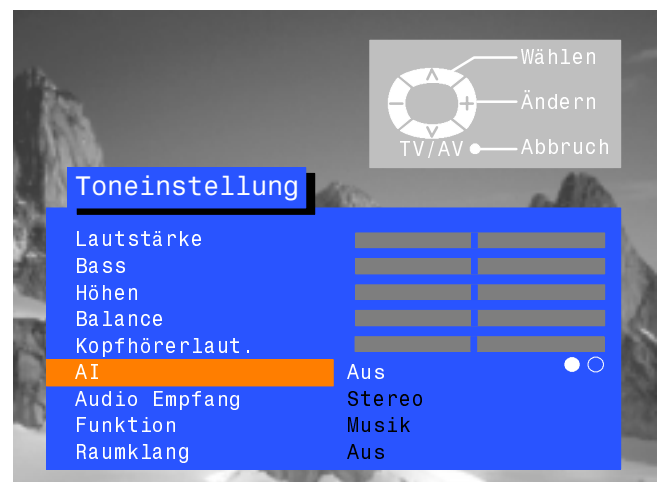 Wählen
Ändern
TV/AV Abbruch
Toneinstellung
Lautstärke
Bass
Höhen
Balance
Kopfhörerlaut.
AI Aus
Audio Empfang Stereo
Funktion Musik
Raumklang Aus